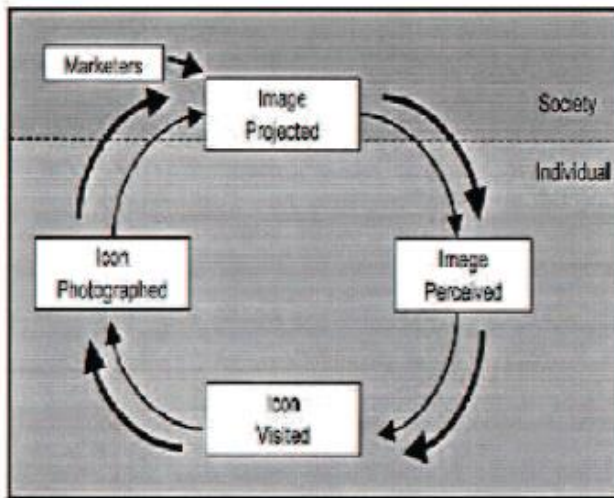 Marketers
Image
Projected
Society
Individual
Icon
Photographed
Image
Perceived
Icon
Visited